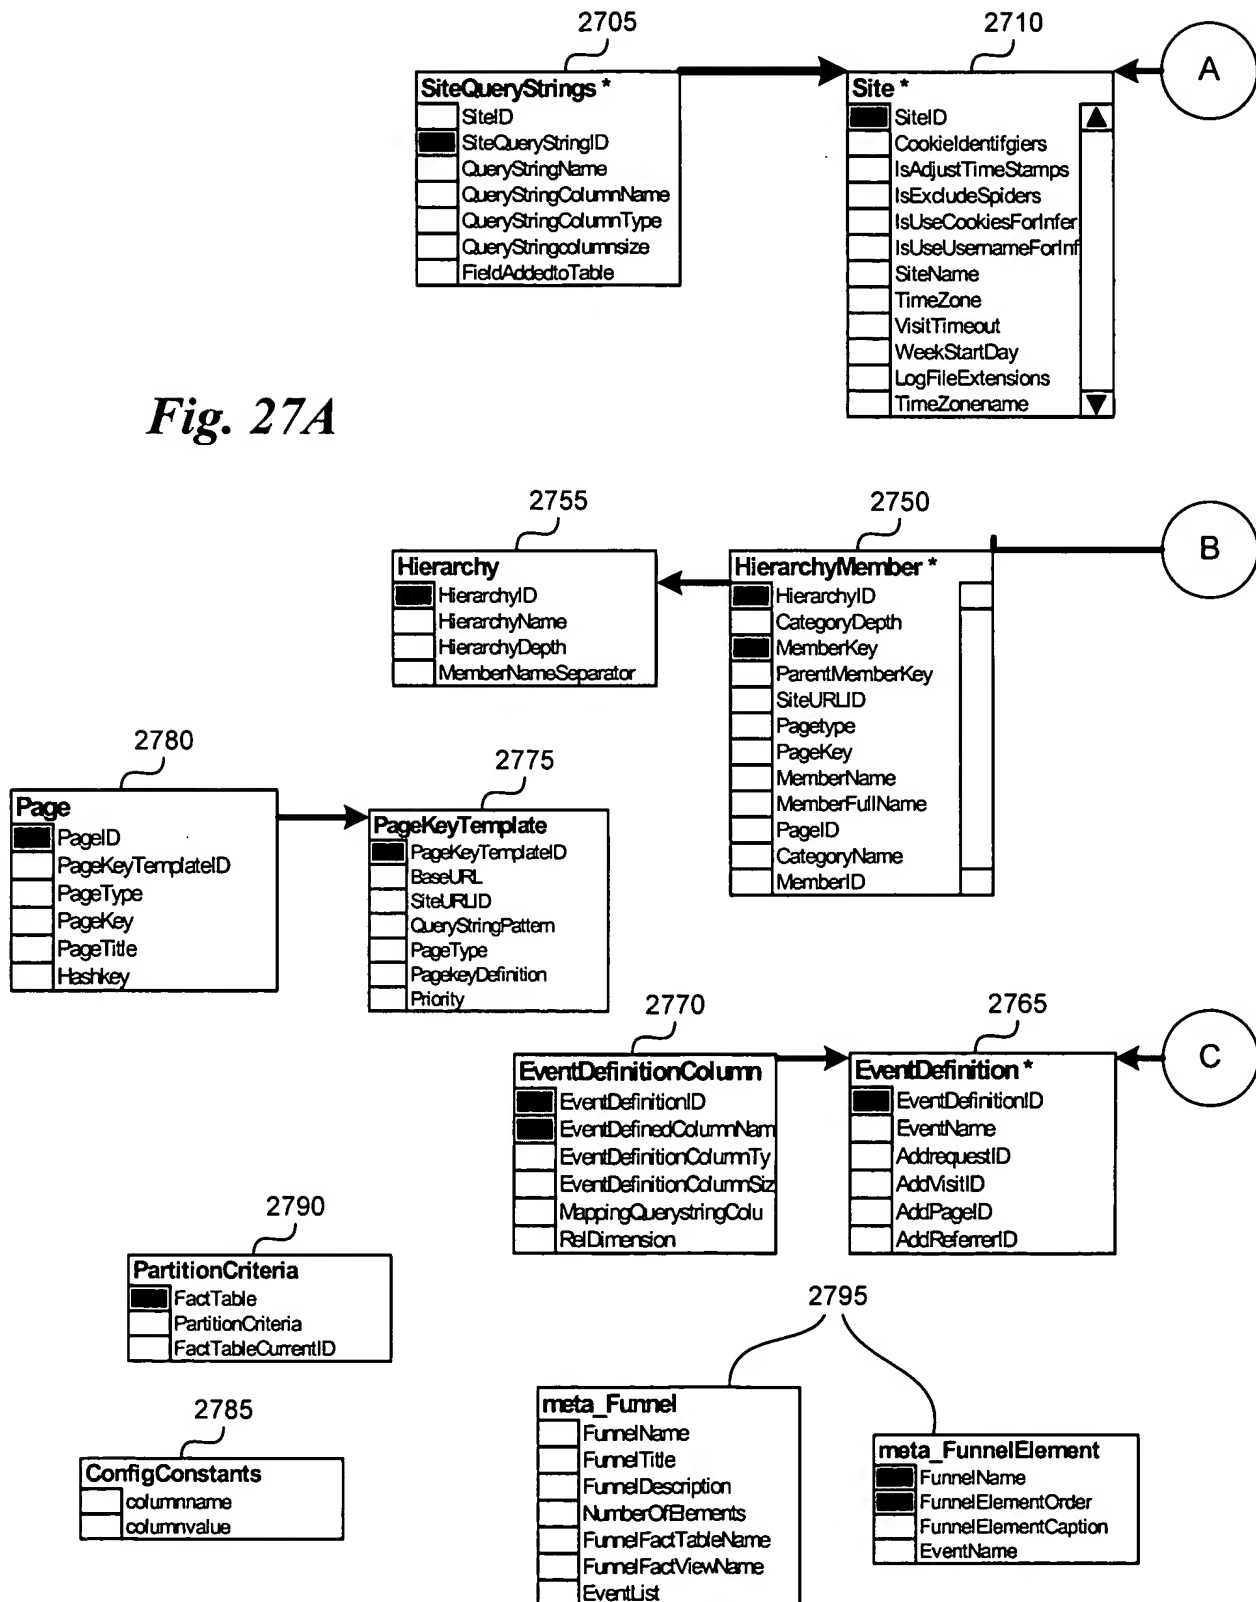 2705
2710
A
SiteQueryStrings *
SiteID
SiteQueryStringID
QueryStringName
QueryStringColumnName
QueryStringColumnType
QueryStringcolumnsize
FieldAddedtoTable
Site *
SiteID
CookieIdentifgiers
IsAdjustTimeStamps
IsExcludeSpiders
IsUseCookiesForInfer
IsUseUsernameForInf
SiteName
TimeZone
VisitTimeout
WeekStartDay
LogFileExtensions
TimeZonename
Fig. 27A
2755
2750
B
Hierarchy
HierarchyID
HierarchyName
HierarchyDepth
MemberNameSeparator
HierarchyMember *
HierarchyID
CategoryDepth
MemberKey
ParentMemberKey
SiteURLID
Pagetype
PageKey
MemberName
MemberFullName
PageID
CategoryName
MemberID
2780
2775
Page
PageID
PageKeyTemplateID
PageType
PageKey
PageTitle
Hashkey
PageKeyTemplate
PageKeyTemplateID
BaseURL
SiteURLID
QueryStringPattern
PageType
PagekeyDefinition
Priority
2770
2765
C
EventDefinitionColumn
EventDefinitionID
EventDefinedColumnNam
EventDefinitionColumnTy
EventDefinitionColumnSiz
MappingQuerystringColu
RelDimension
EventDefinition *
EventDefinitionID
EventName
AddrequestID
AddVisitID
AddPageID
AddReferrerID
2790
PartitionCriteria
FactTable
PartitionCriteria
FactTableCurrentID
2795
2785
ConfigConstants
columnname
columnvalue
meta_Funnel
FunnelName
FunnelTitle
FunnelDescription
NumberOfElements
FunnelFactTableName
FunnelFactViewName
EventList
meta_FunnelElement
FunnelName
FunnelElementOrder
FunnelElementCaption
EventName